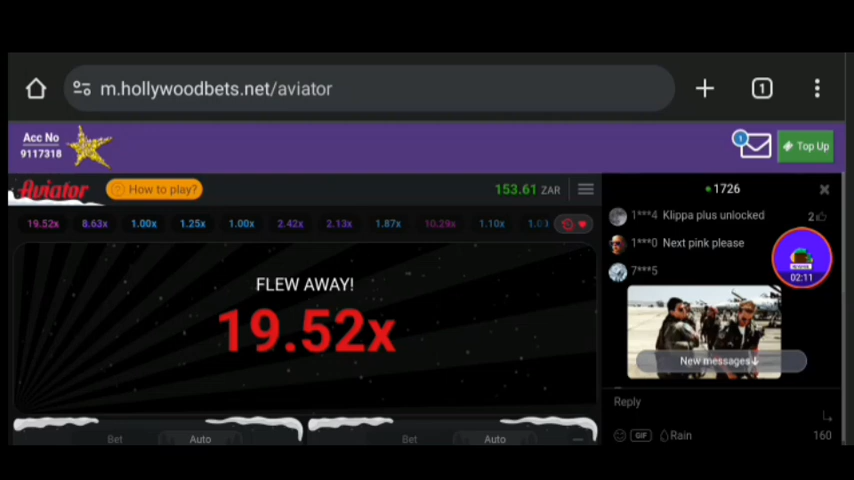 m.hollywoodbets.net/aviator
1
Acc No
9117318
1
Top Up
Aviator
? How to play?
153.61 ZAR
1726
19.52x 8.63x 1.00x 1.25x 1.00x 2.42x 2.13x 1.87x 10.29x 1.10x
1***4 Klippa plus unlocked 2
1***0 Next pink please
7***5
02:11
FLEW AWAY!
19.52x
New messages
Reply
GIF Rain 160
Bet Auto
Bet Auto